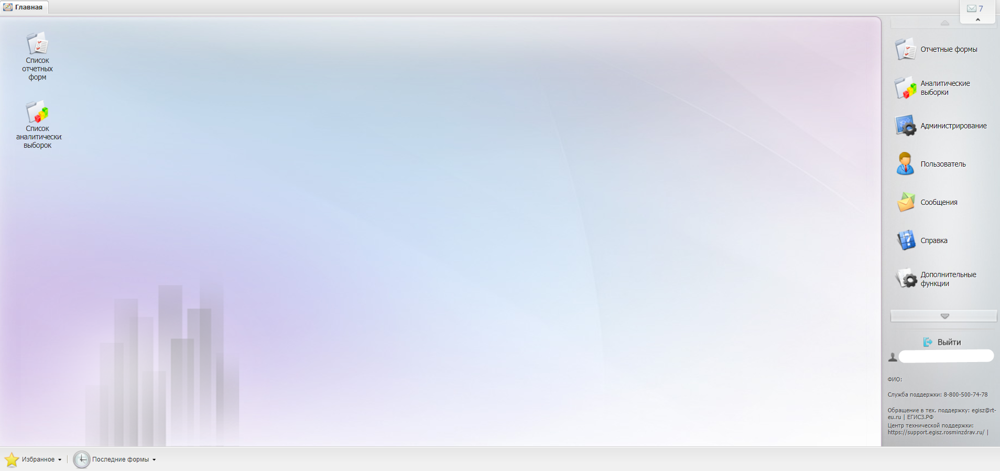 Главная
7
Список
отчетных
форм
Список
аналитически
выборок
Отчетные формы
Аналитические
выборки
Администрирование
Пользователь
Сообщения
Справка
Дополнительные
функции
Выйти
ФИО:
Служба поддержки: 8-800-500-74-78
Обращение в тех. поддержку: egisz@rt-
eu.ru | ЕГИСЗ.РФ
Центр технической поддержки:
https://support.egisz.rosminzdrav.ru/ |
Избранное
Последние формы